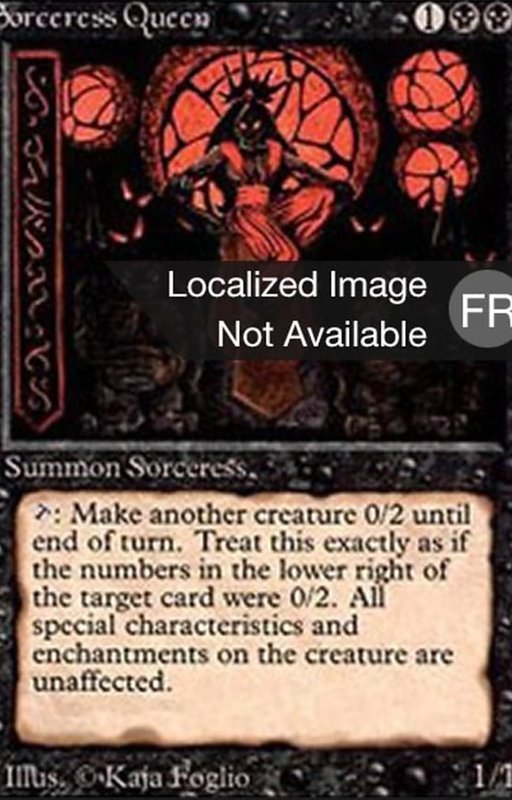 Sorceress Queen
1
Localized Image
Not Available
FR
Summon Sorceress.
: Make another creature 0/2 until
end of turn. Treat this exactly as if
the numbers in the lower right of
the target card were 0/2. All
special characteristics and
enchantments on the creature are
unaffected.
Illus. © Kaja Foglio
1/1